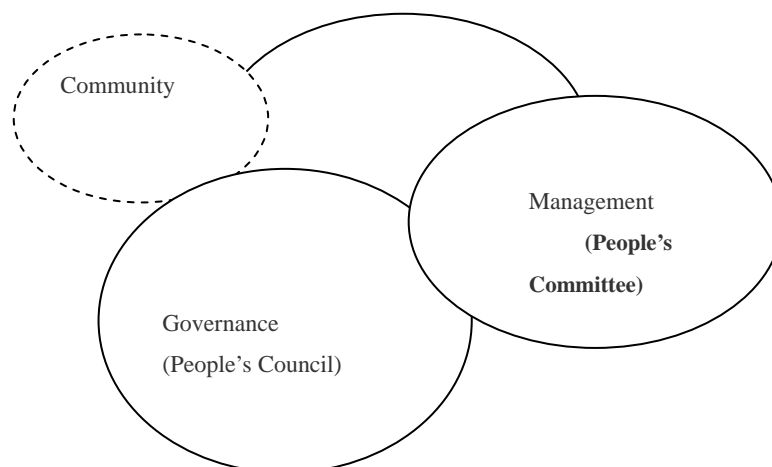 Community
Management
(People’s
Committee)
Governance
(People’s Council)